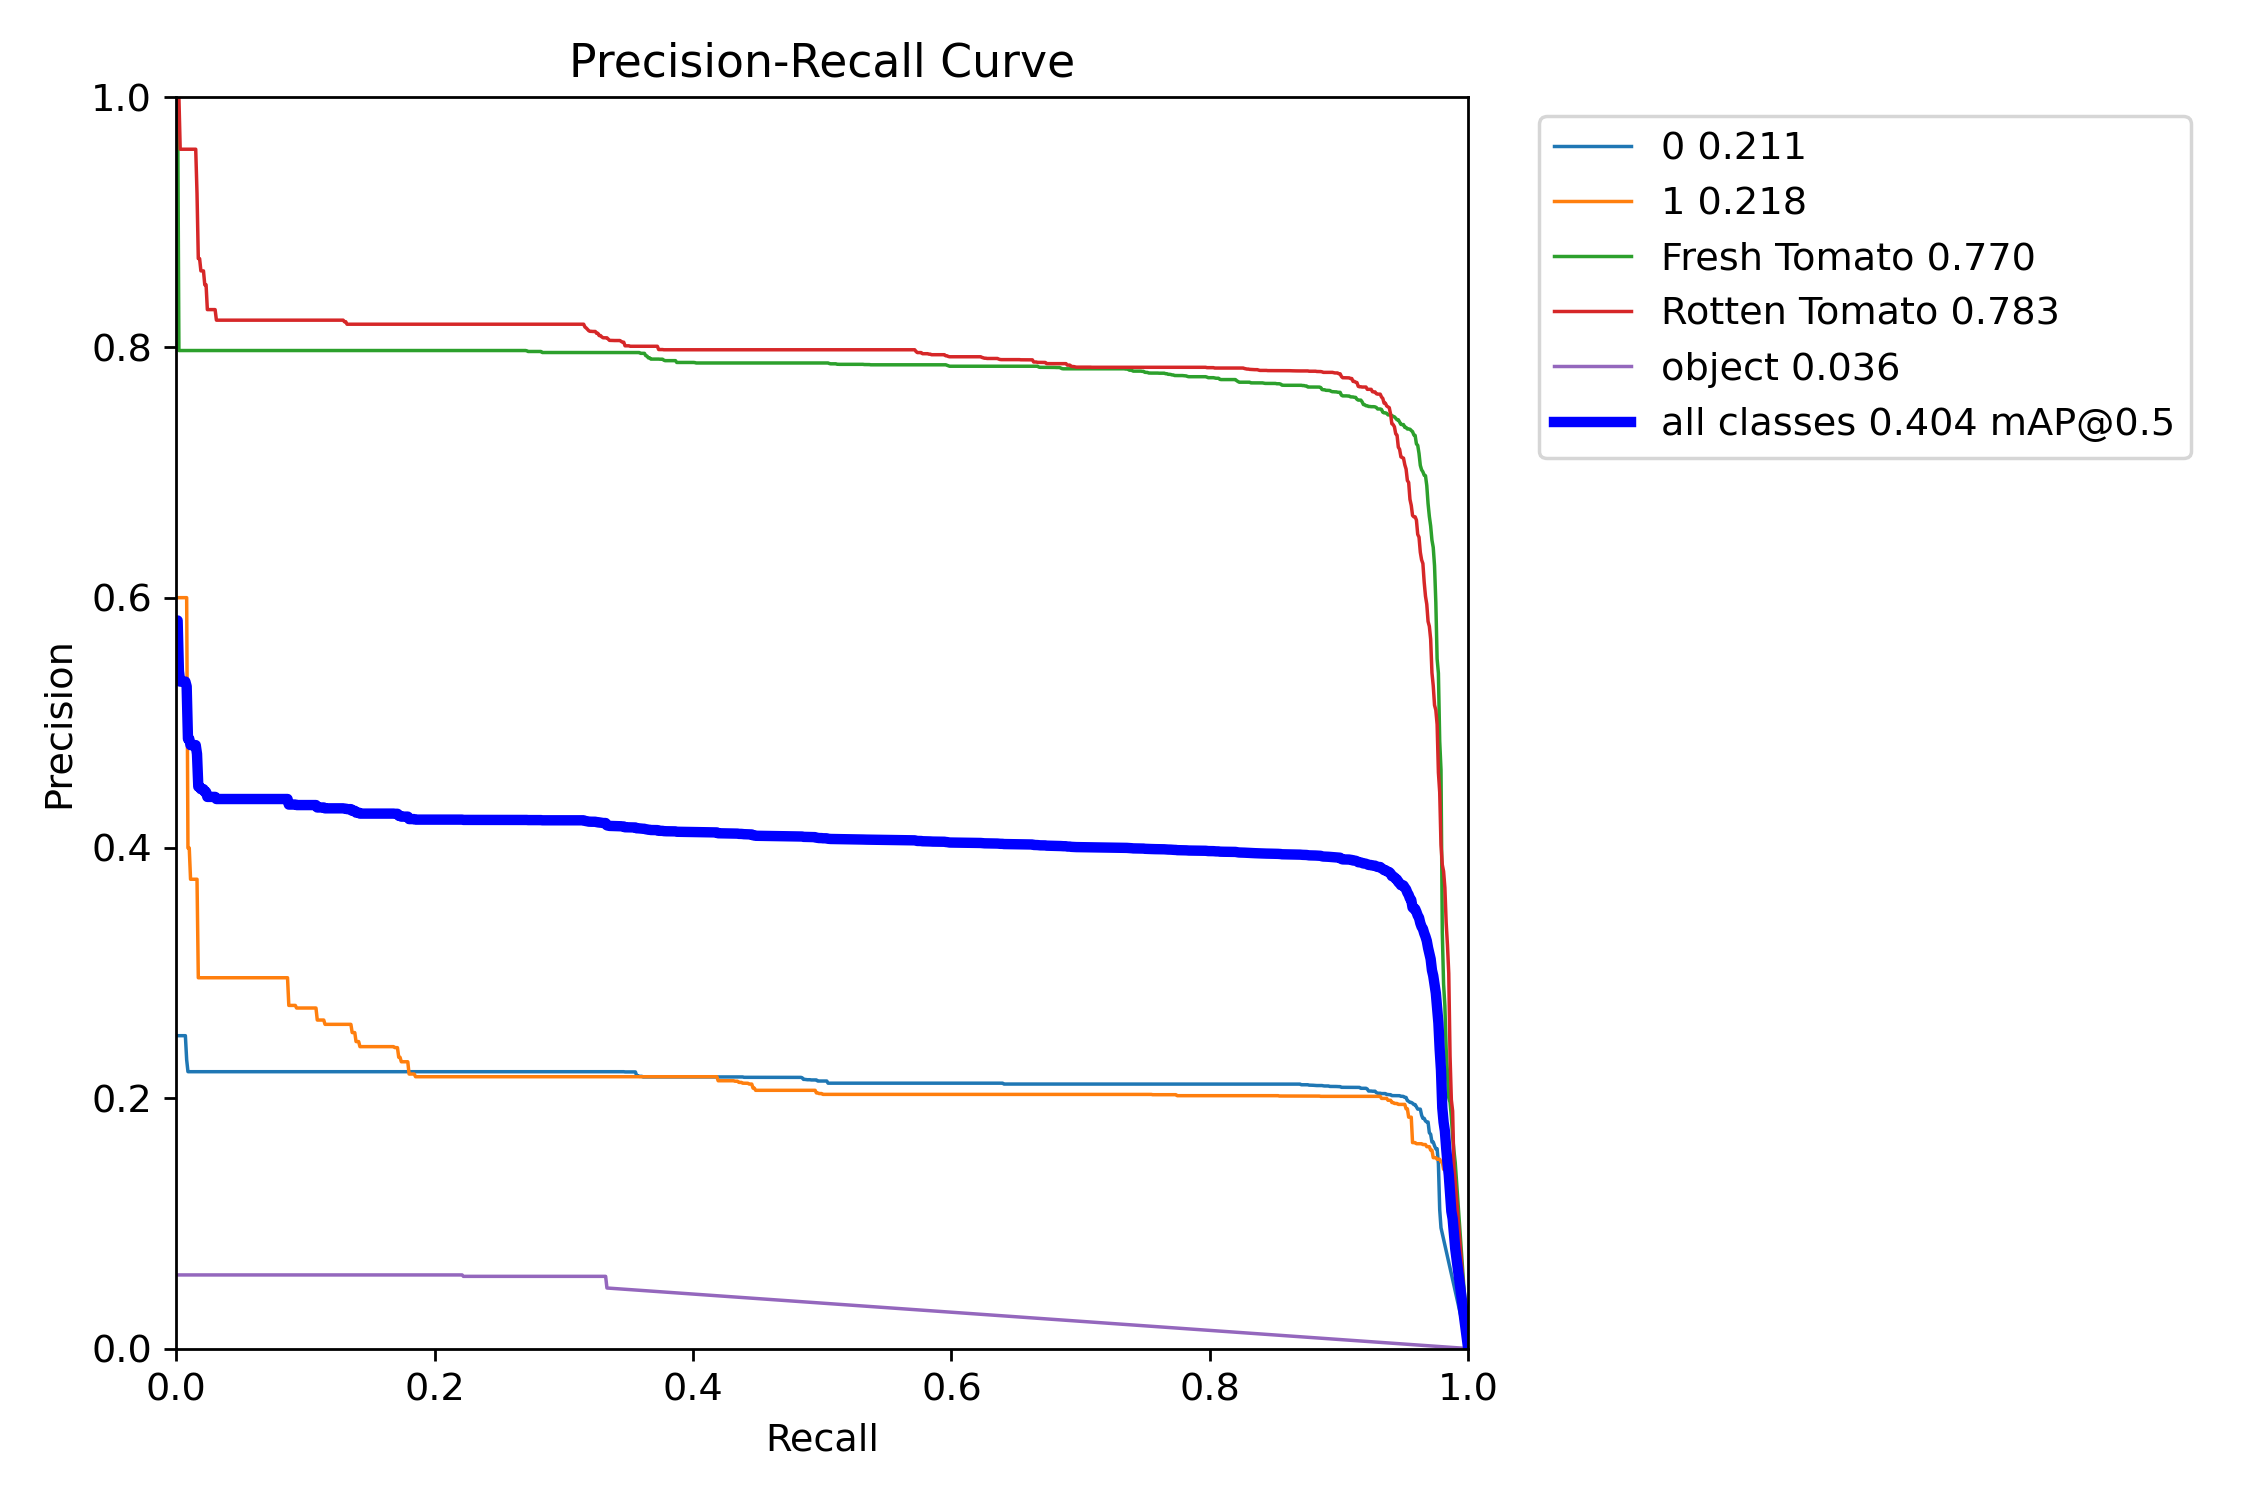 Precision-Recall Curve
1.0
0.8
0.6
0.4
0.2
0.0
Precision
0.0 0.2 0.4 0.6 0.8 1.0
Recall
0 0.211
1 0.218
Fresh Tomato 0.770
Rotten Tomato 0.783
object 0.036
all classes 0.404 mAP@0.5